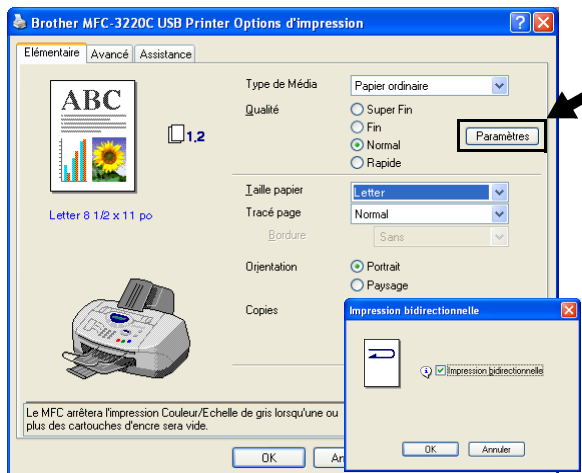 Brother MFC-3220C USB Printer Options d'impression
Elémentaire Avancé Assistance
ABC
1.2
Letter 8 1/2 x 11 po
Type de Média Papier ordinaire
Qualité Super Fin
Fin
Normal
Rapide
Paramètres
Taille papier Letter
Tracé page Normal
Bordure Sans
Orientation Portrait
Paysage
Copies
Le MFC arrêtera l'impression Couleur/Echelle de gris lorsqu'une ou
plus des cartouches d'encre sera vide.
OK
Impression bidirectionnelle
Impression bidirectionnelle
OK Annuler